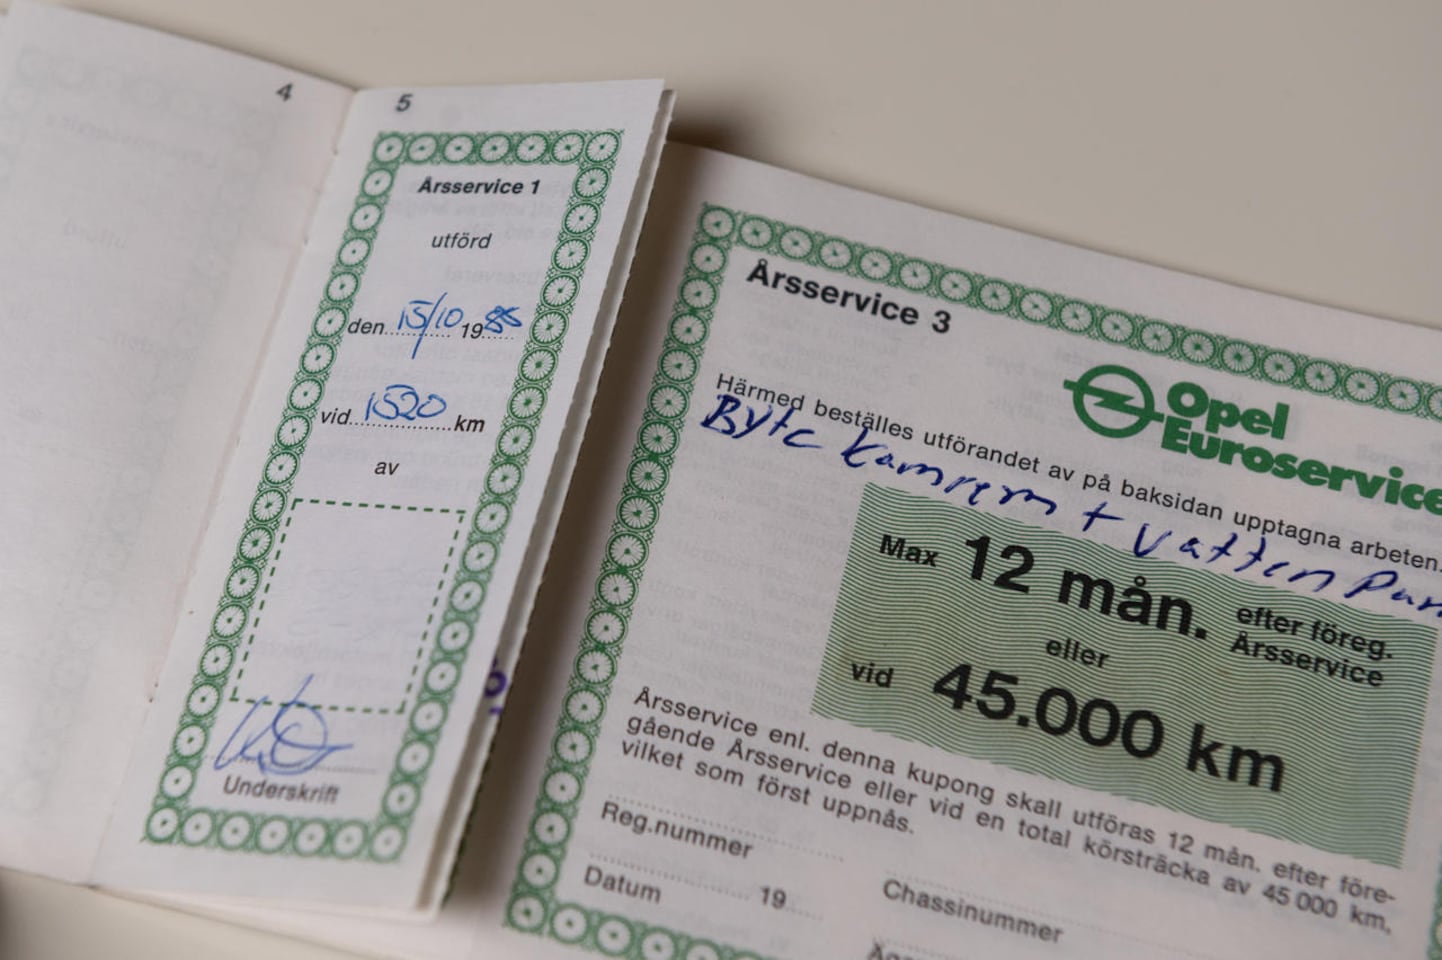 4
5
Årsservice 1
utförd
den 15/10 19
vid 1520 km
av
Underskrift
Årsservice 3
Opel
Euroservice
Härmed beställes utförandet av på baksidan upptagna arbeten.
Byte kamrem + Vatten
Max 12 mån. efter föreg. Årsservice
eller
vid 45.000 km
Årsservice enl. denna kupong skall utföras 12 mån. efter före-
gående Årsservice eller vid en total körsträcka av 45 000 km,
vilket som först uppnås.
Reg.nummer
Datum 19
Chassinummer